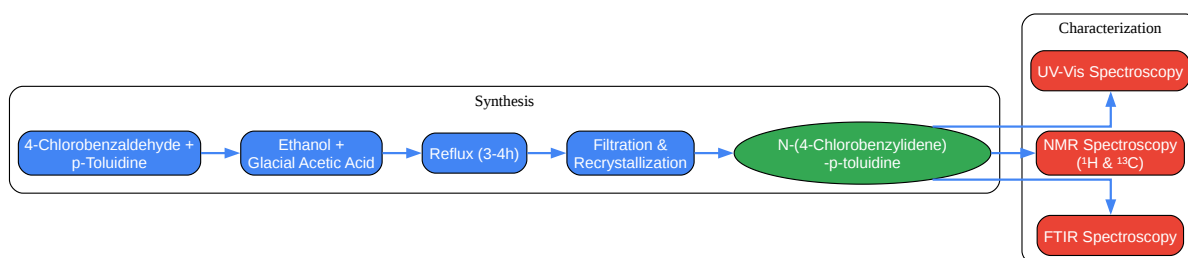 Characterization
UV-Vis Spectroscopy
Synthesis
4-Chlorobenzaldehyde +
p-Toluidine
Ethanol +
Glacial Acetic Acid
Reflux (3-4h)
Filtration &
Recrystallization
N-(4-Chlorobenzylidene)
-p-toluidine
NMR Spectroscopy
(¹H & ¹³C)
FTIR Spectroscopy